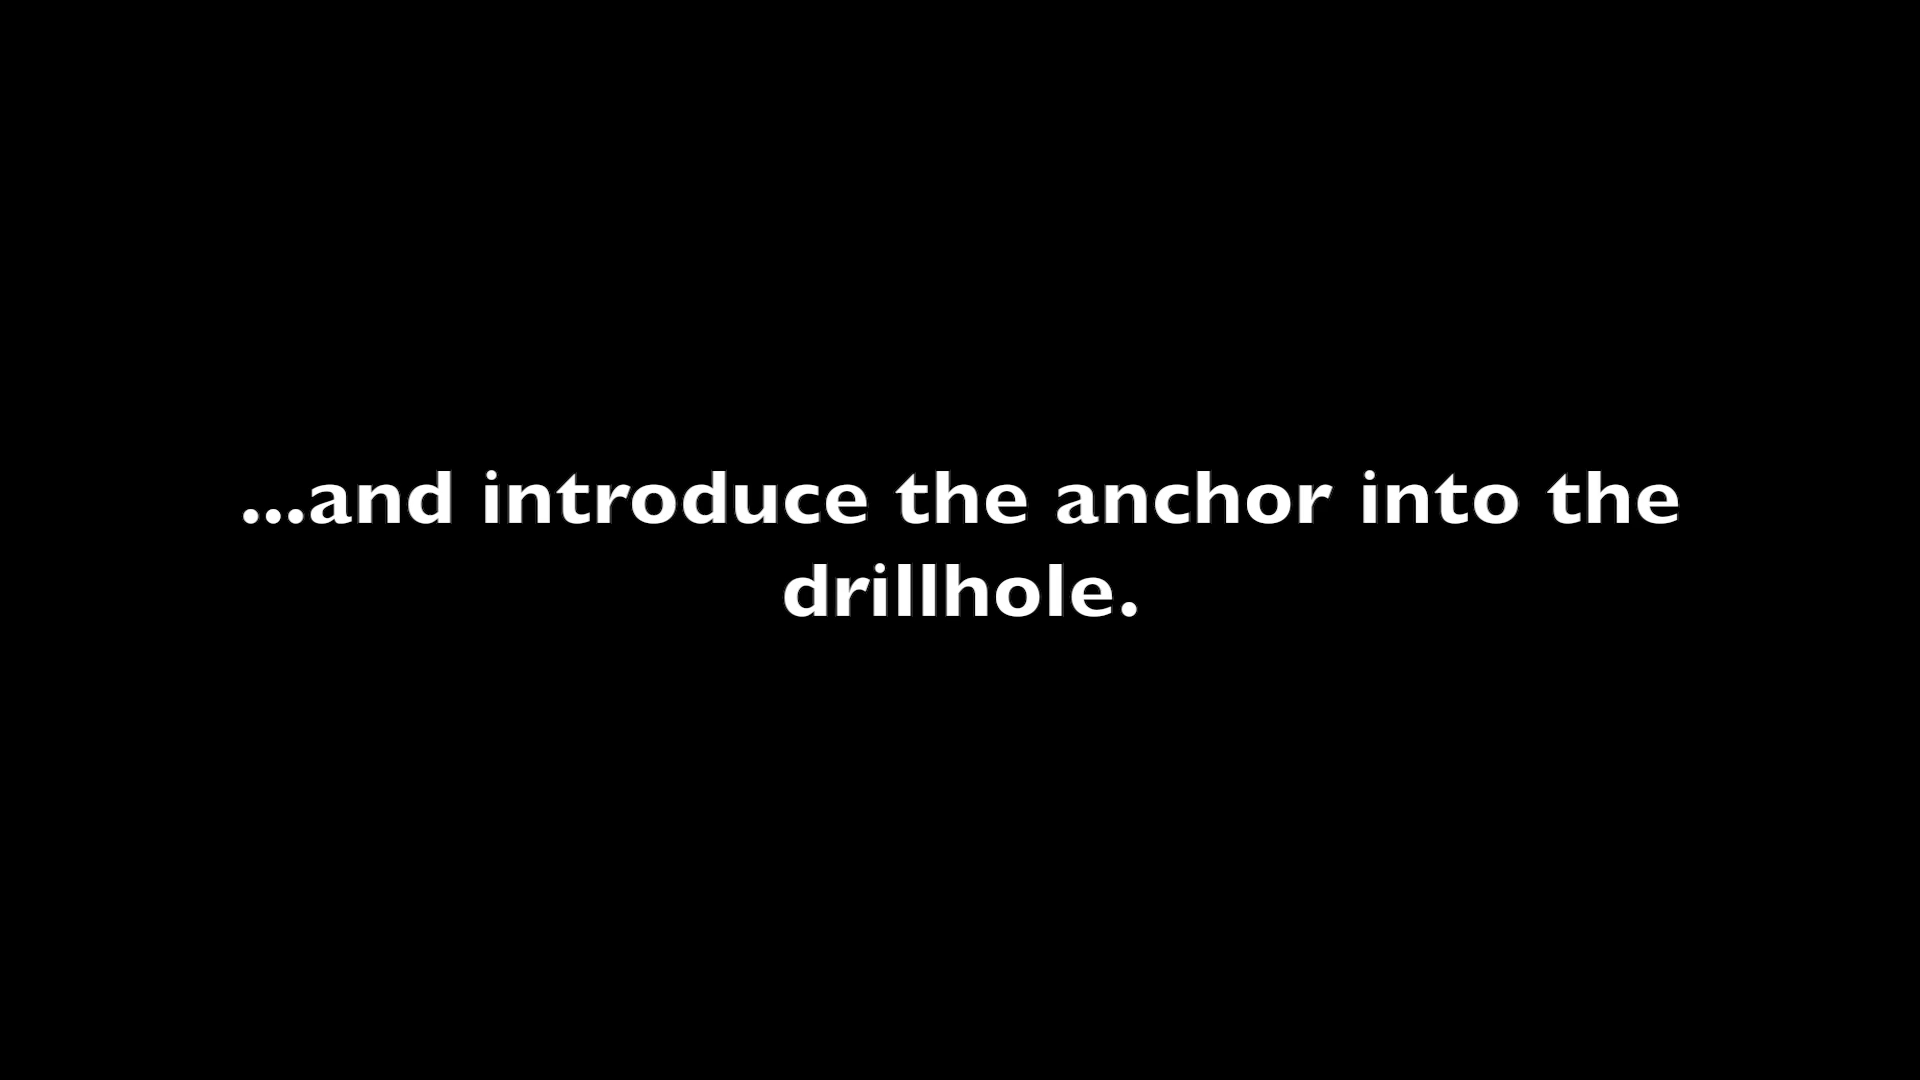 ...and introduce the anchor into the
drillhole.